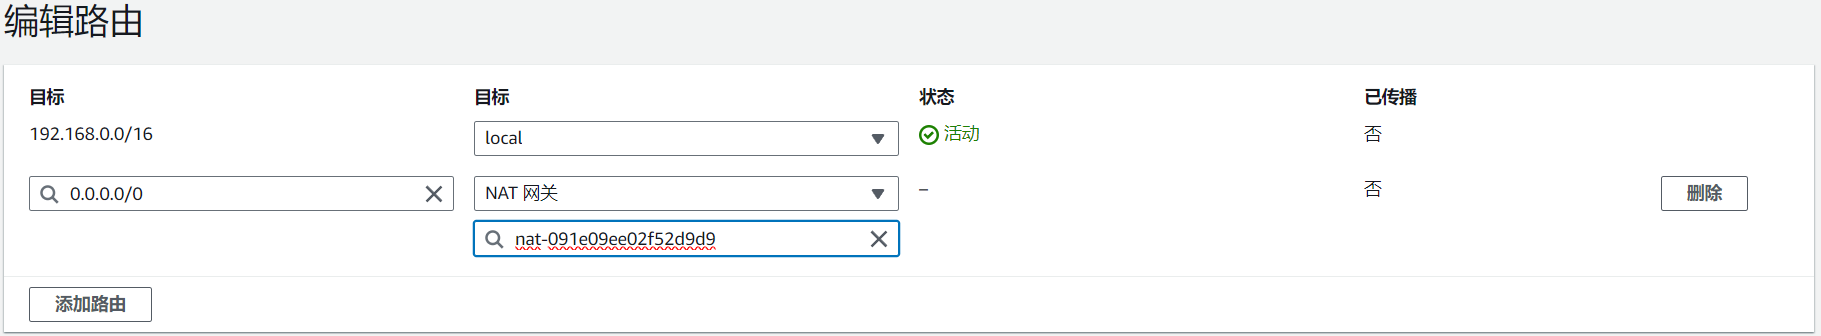 编辑路由
目标 目标 状态 已传播
192.168.0.0/16 local 活动 否
0.0.0.0/0 NAT 网关 – 否 删除
nat-091e09ee02f52d9d9
添加路由